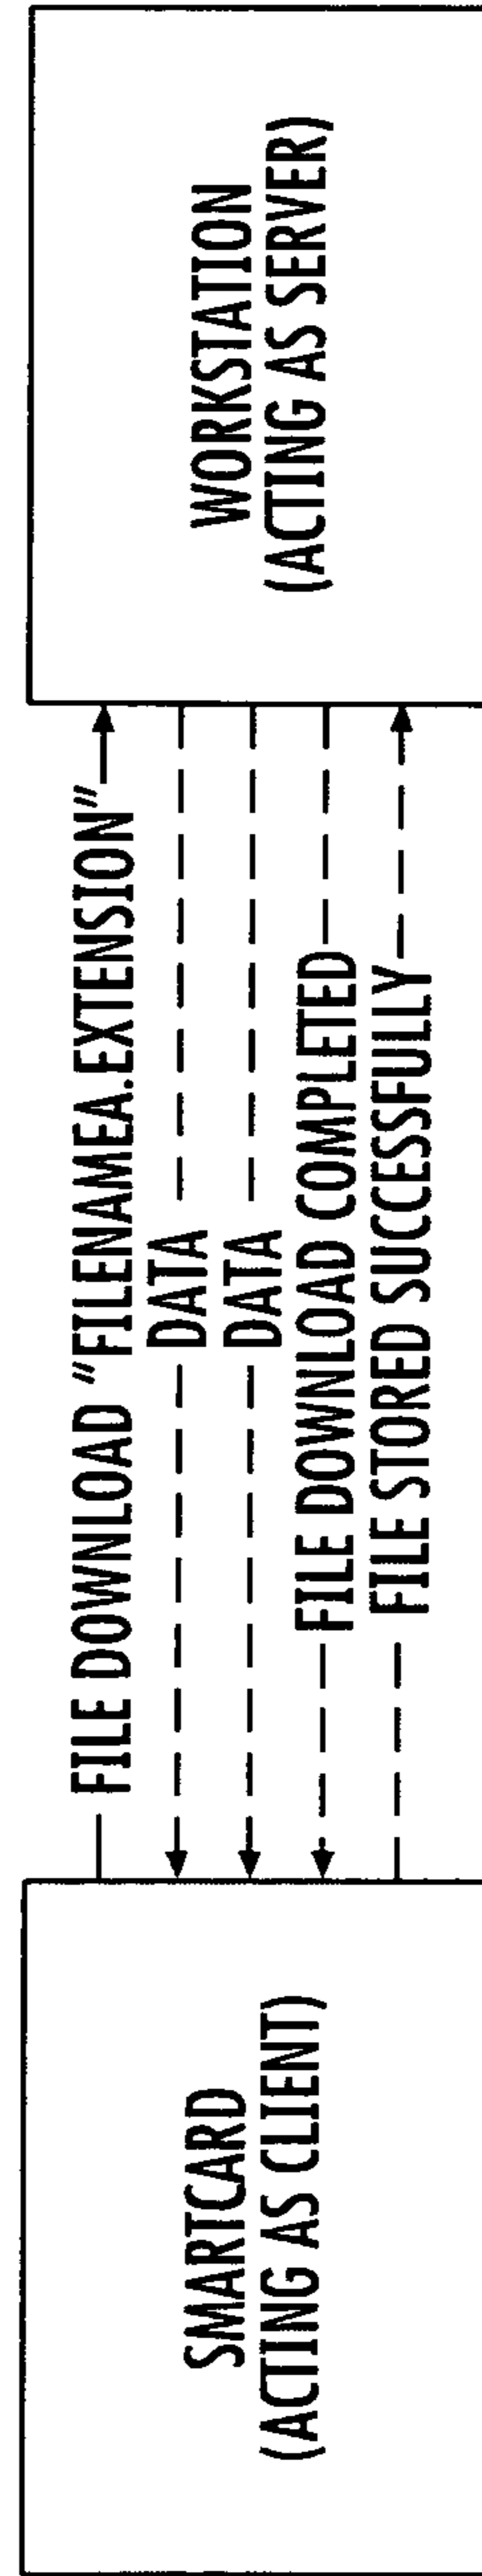 SMARTCARD
(ACTING AS CLIENT)
FILE DOWNLOAD "FILENAMEA.EXTENSION"
DATA
DATA
FILE DOWNLOAD COMPLETED
FILE STORED SUCCESSFULLY
WORKSTATION
(ACTING AS SERVER)